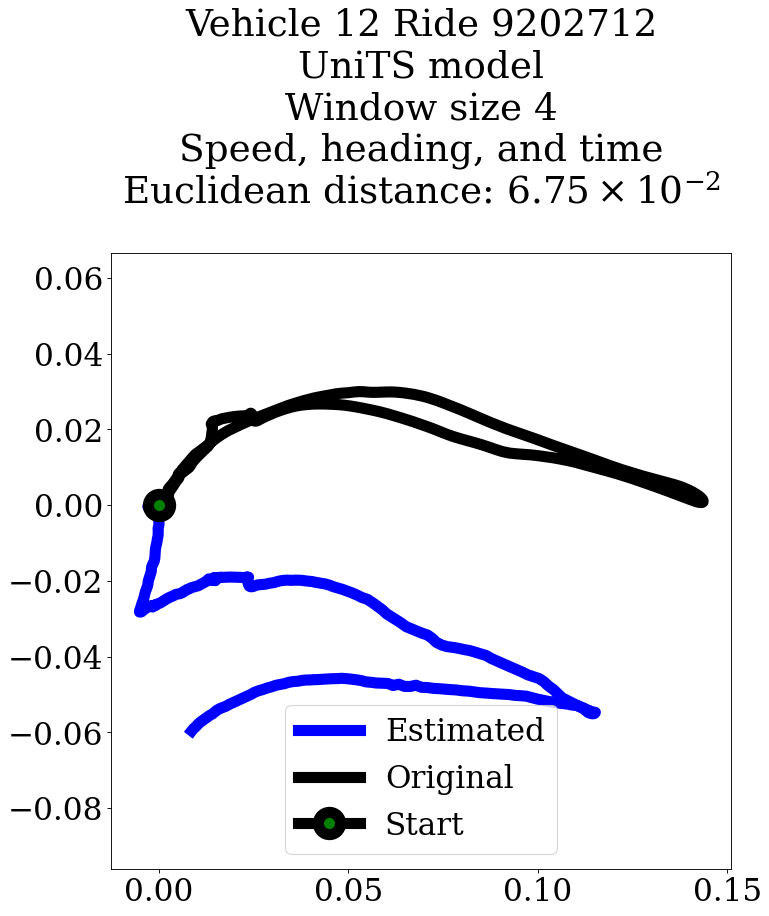 Vehicle 12 Ride 9202712
UniTS model
Window size 4
Speed, heading, and time
Euclidean distance: 6.75 × 10⁻²
0.06
0.04
0.02
0.00
−0.02
−0.04
−0.06
−0.08
Estimated
Original
Start
0.00 0.05 0.10 0.15